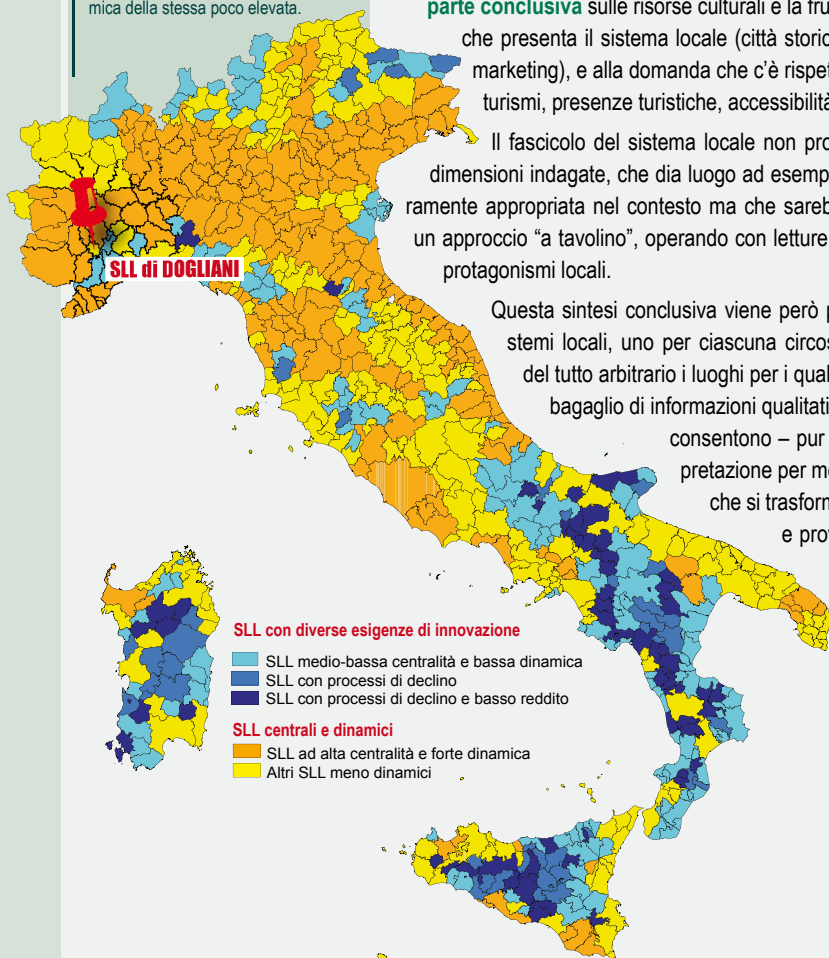 mica della stessa poco elevata.
parte conclusiva sulle risorse culturali e la fru
che presenta il sistema locale (città storic
marketing), e alla domanda che c'è rispet
turismi, presenze turistiche, accessibilità
Il fascicolo del sistema locale non pro
dimensioni indagate, che dia luogo ad esemp
ramente appropriata nel contesto ma che sareb
un approccio "a tavolino", operando con letture
protagonismi locali.
Questa sintesi conclusiva viene però p
stemi locali, uno per ciascuna circos
del tutto arbitrario i luoghi per i qual
bagaglio di informazioni qualitati
consentono – pur
pretazione per me
che si trasforn
e prov
SLL di DOGLIANI
SLL con diverse esigenze di innovazione
SLL medio-bassa centralità e bassa dinamica
SLL con processi di declino
SLL con processi di declino e basso reddito
SLL centrali e dinamici
SLL ad alta centralità e forte dinamica
Altri SLL meno dinamici